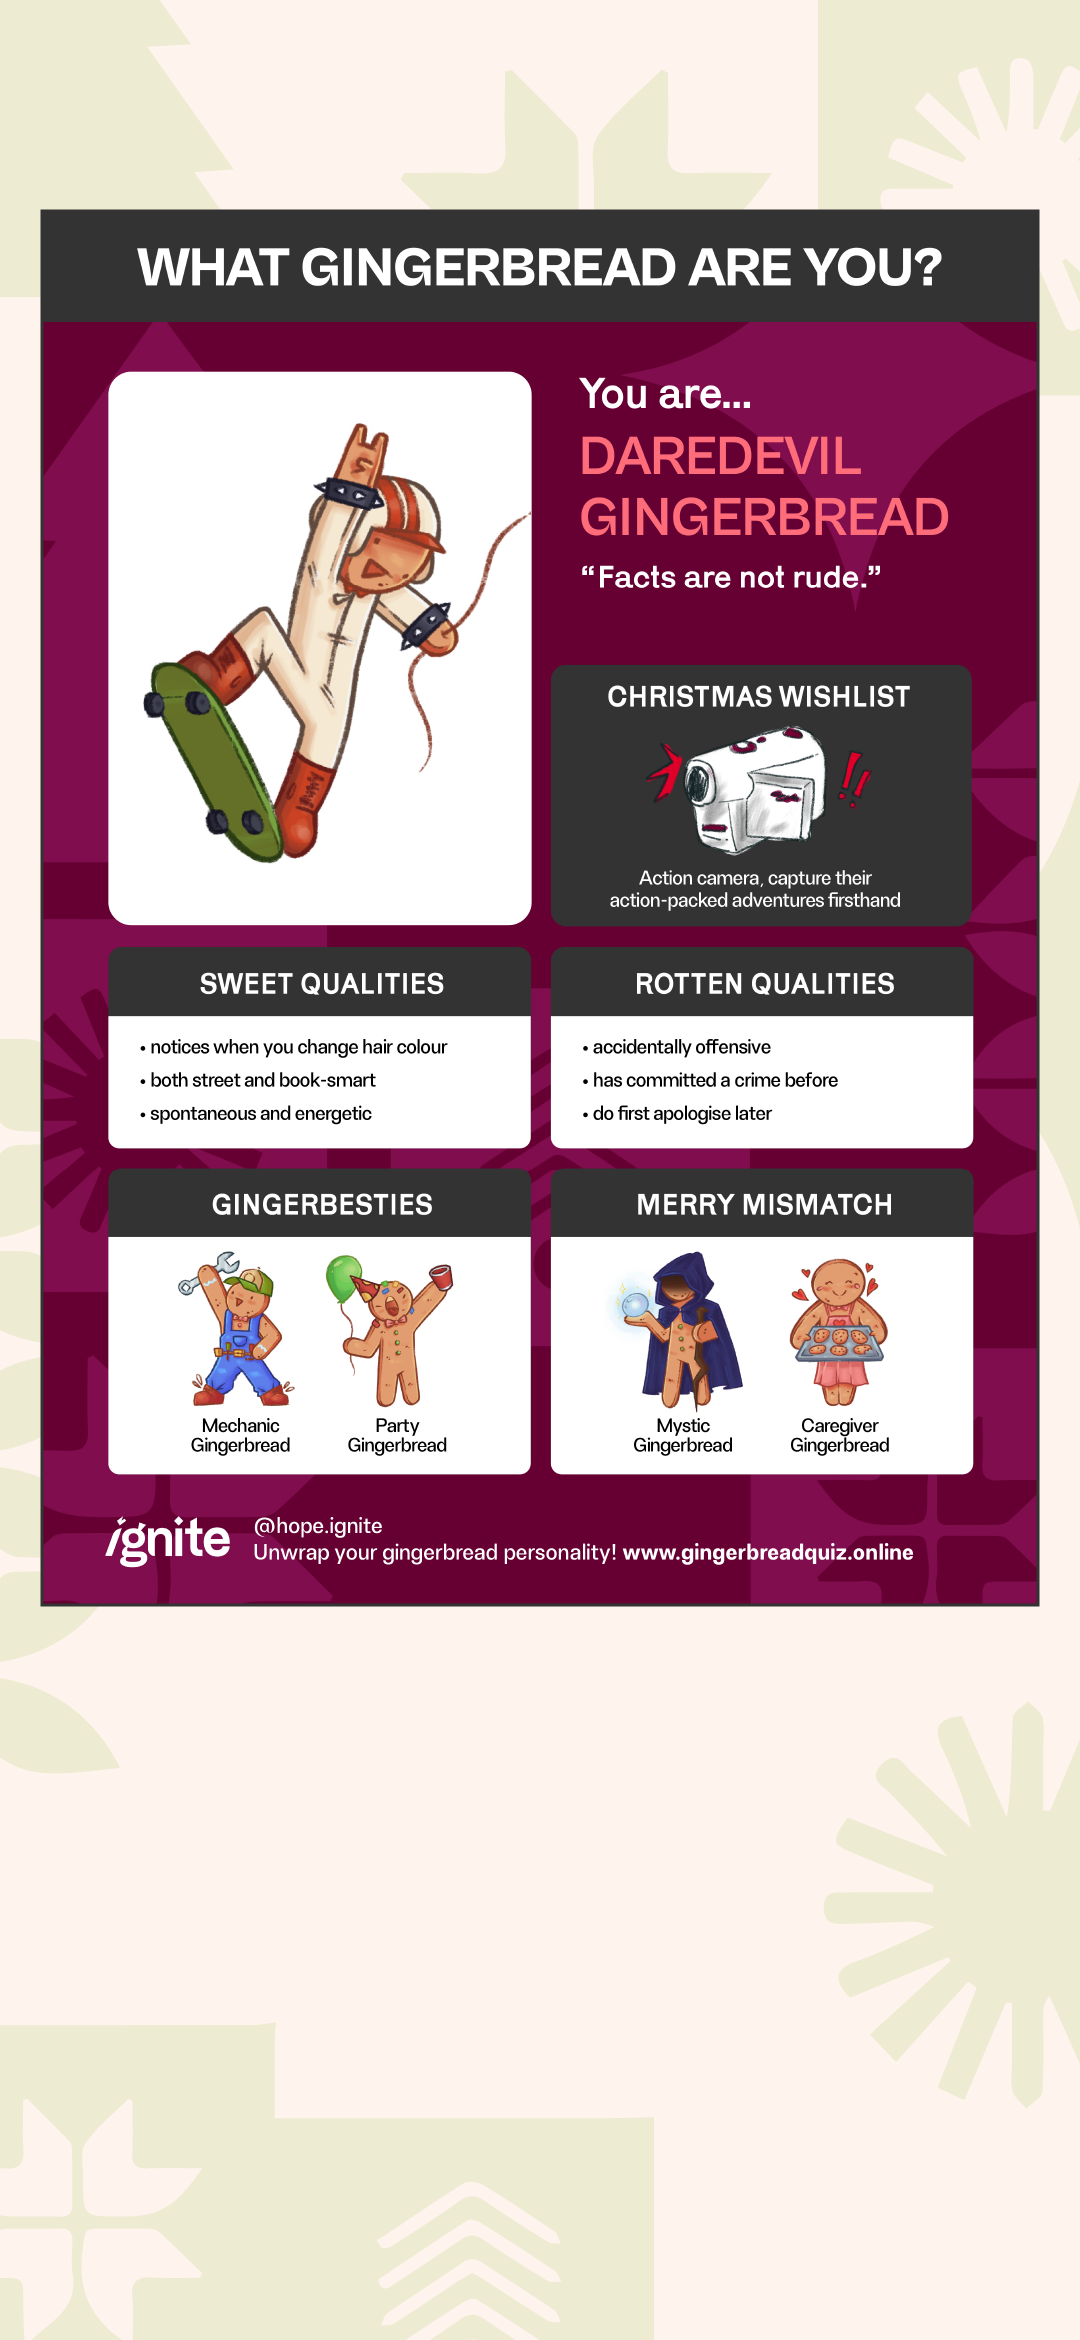 WHAT GINGERBREAD ARE YOU?
You are...
DAREDEVIL
GINGERBREAD
“Facts are not rude.”
CHRISTMAS WISHLIST
!!
Action camera, capture their
action-packed adventures firsthand
SWEET QUALITIES
• notices when you change hair colour
• both street and book-smart
• spontaneous and energetic
ROTTEN QUALITIES
• accidentally offensive
• has committed a crime before
• do first apologise later
GINGERBESTIES
Mechanic
Gingerbread
Party
Gingerbread
MERRY MISMATCH
Mystic
Gingerbread
Caregiver
Gingerbread
ignite
@hope.ignite
Unwrap your gingerbread personality! www.gingerbreadquiz.online